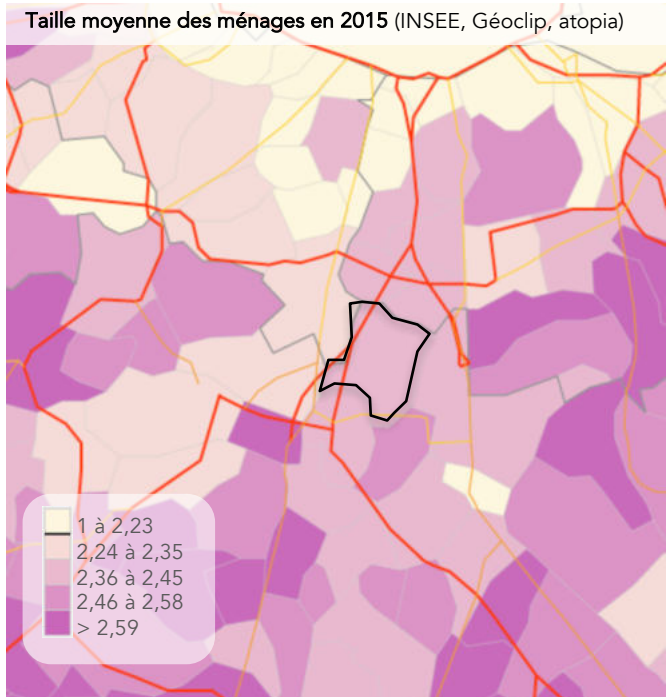 Taille moyenne des ménages en 2015 (INSEE, Géoclip, atopia)
1 à 2,23
2,24 à 2,35
2,36 à 2,45
2,46 à 2,58
> 2,59